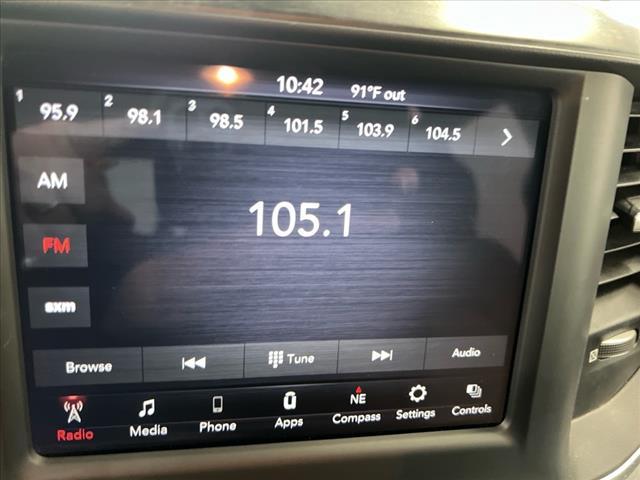 10:42 91°F out
1 95.9 2 98.1 3 98.5 4 101.5 5 103.9 6 104.5
AM
105.1
FM
sxm
Browse Tune Audio
NE
Radio Media Phone Apps Compass Settings Controls